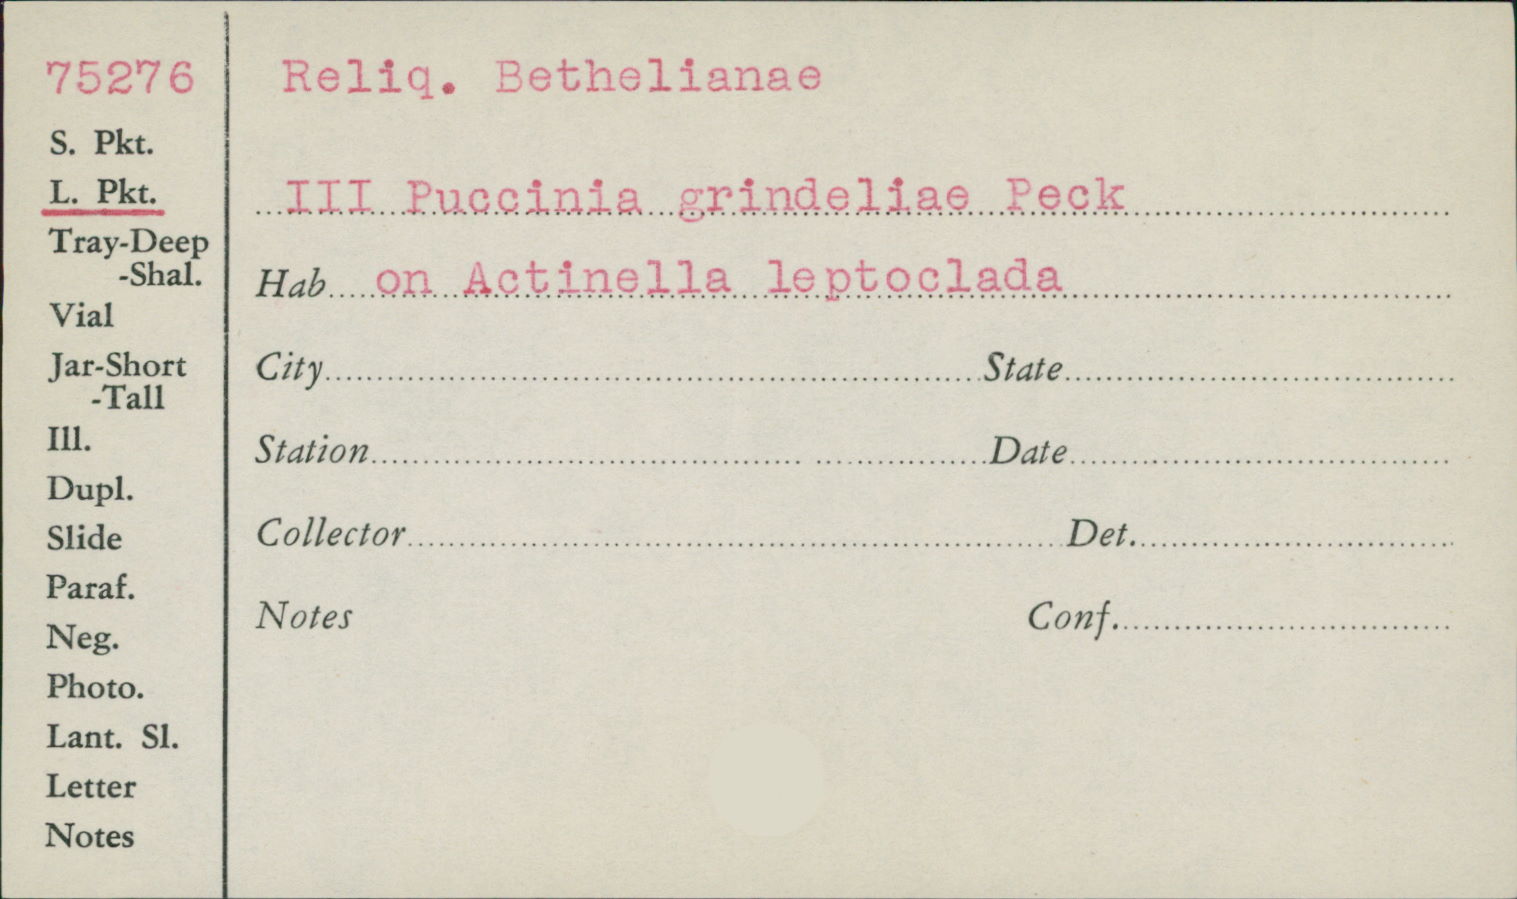 75276
Reliq. Bethelianae
S. Pkt.
L. Pkt.
III Puccinia grindeliae Peck
Tray-Deep
-Shal.
Hab on Actinella leptoclada
Vial
Jar-Short
-Tall
City State
Ill.
Station Date
Dupl.
Slide
Collector Det.
Paraf.
Neg.
Notes Conf.
Photo.
Lant. Sl.
Letter
Notes